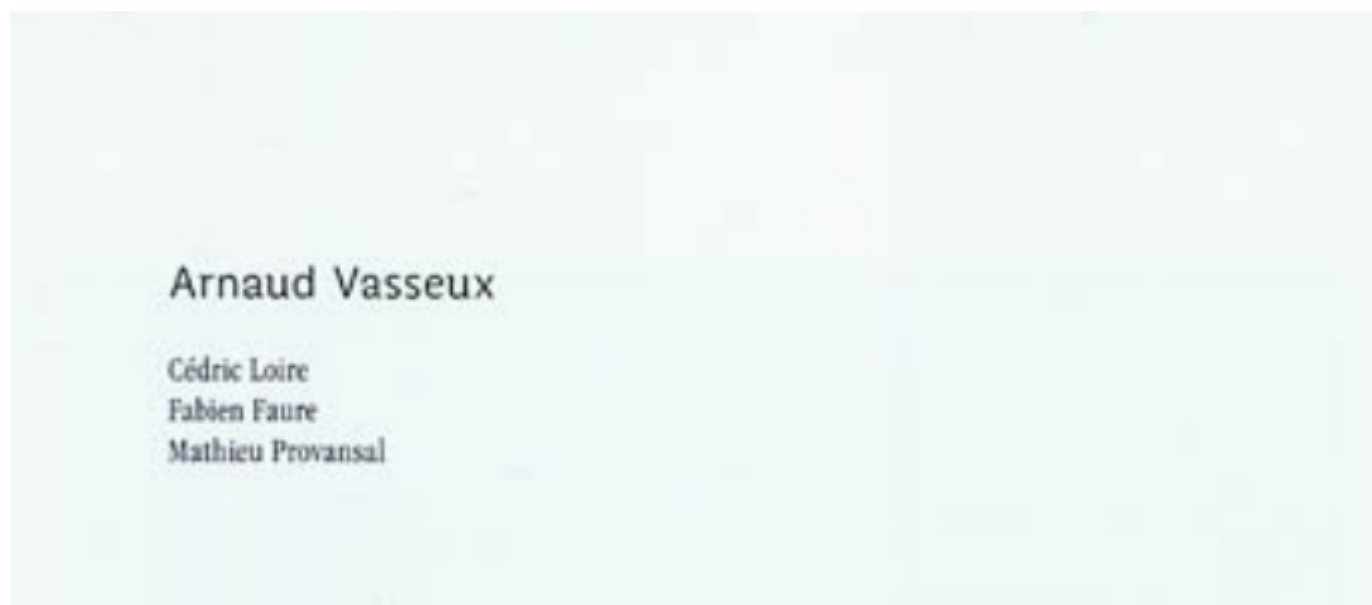 Arnaud Vasseux
Cédric Loire
Fabien Faure
Mathieu Provansal